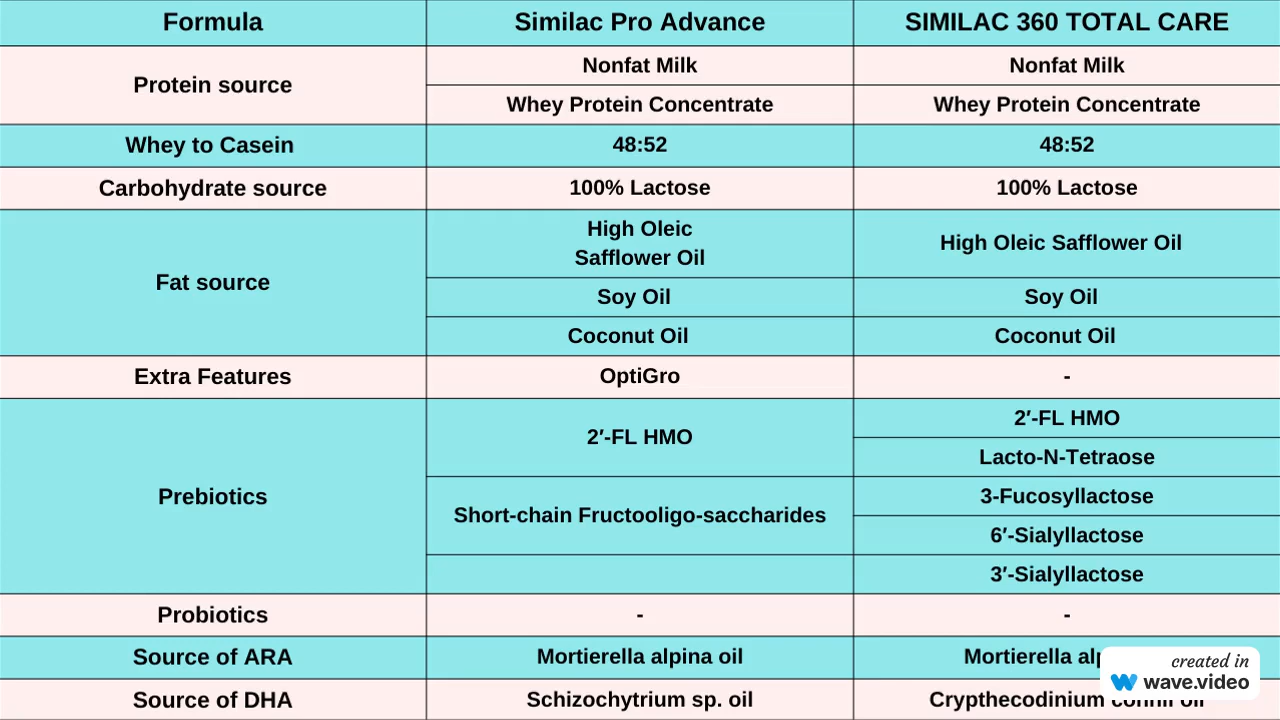 Formula Similac Pro Advance SIMILAC 360 TOTAL CARE
Protein source
Nonfat Milk Nonfat Milk
Whey Protein Concentrate Whey Protein Concentrate
Whey to Casein 48:52 48:52
Carbohydrate source 100% Lactose 100% Lactose
Fat source
High Oleic
Safflower Oil
High Oleic Safflower Oil
Soy Oil Soy Oil
Coconut Oil Coconut Oil
Extra Features OptiGro -
Prebiotics
2′-FL HMO
Short-chain Fructooligo-saccharides
2′-FL HMO
Lacto-N-Tetraose
3-Fucosyllactose
6′-Sialyllactose
3′-Sialyllactose
Probiotics - -
Source of ARA Mortierella alpina oil Mortierella
Source of DHA Schizochytrium sp. oil Crypthecodinium oil
created in
wave.video